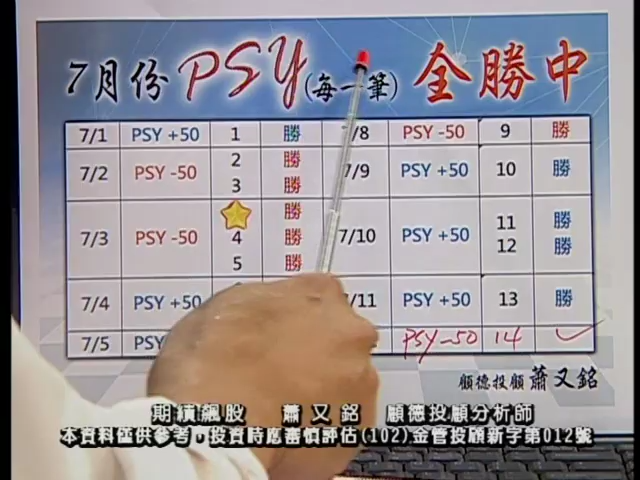 7月份 PSY (每一筆) 全勝中
7/1 PSY +50 1 勝 7/8 PSY -50 9 勝
7/2 PSY -50 2 勝 7/9 PSY +50 10 勝
3 勝
7/3 PSY -50 勝 7/10 PSY +50 11 勝
4 勝 12 勝
5 勝
7/4 PSY +50 /11 PSY +50 13 勝
7/5 PSY PSY -50 14 ✓
顧德投顧 蕭又銘
期績飆股 蕭又銘 顧德投顧分析師
本資料僅供參考,投資時應審慎評估(102)金管投顧新字第012號